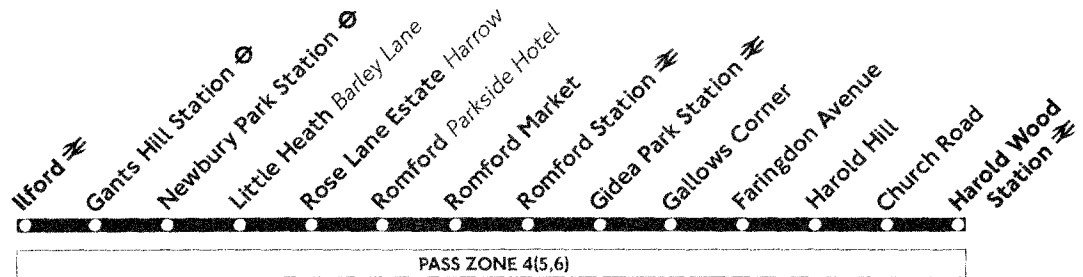 Ilford
Gants Hill Station
Newbury Park Station
Little Heath Barley Lane
Rose Lane Estate Harrow
Romford Parkside Hotel
Romford Market
Romford Station
Gidea Park Station
Gallows Corner
Faringdon Avenue
Harold Hill
Church Road
Harold Wood
Station
PASS ZONE 4(5,6)